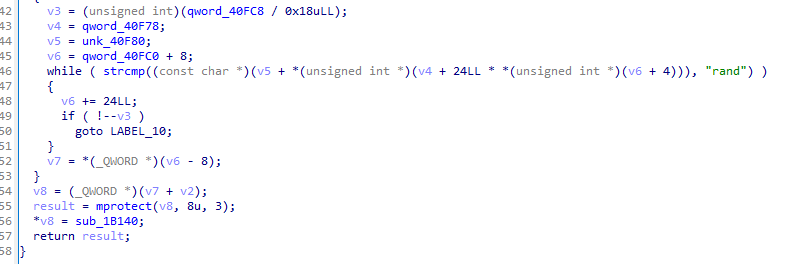 42 v3 = (unsigned int)(qword_40FC8 / 0x18uLL);
43 v4 = qword_40F78;
44 v5 = unk_40F80;
45 v6 = qword_40FC0 + 8;
46 while ( strcmp((const char *)(v5 + *(unsigned int *)(v4 + 24LL * *(unsigned int *)(v6 + 4))), "rand") )
47 {
48 v6 += 24LL;
49 if ( !--v3 )
50 goto LABEL_10;
51 }
52 v7 = *(_QWORD *)(v6 - 8);
53 }
54 v8 = (_QWORD *)(v7 + v2);
55 result = mprotect(v8, 8u, 3);
56 *v8 = sub_1B140;
57 return result;
58 }